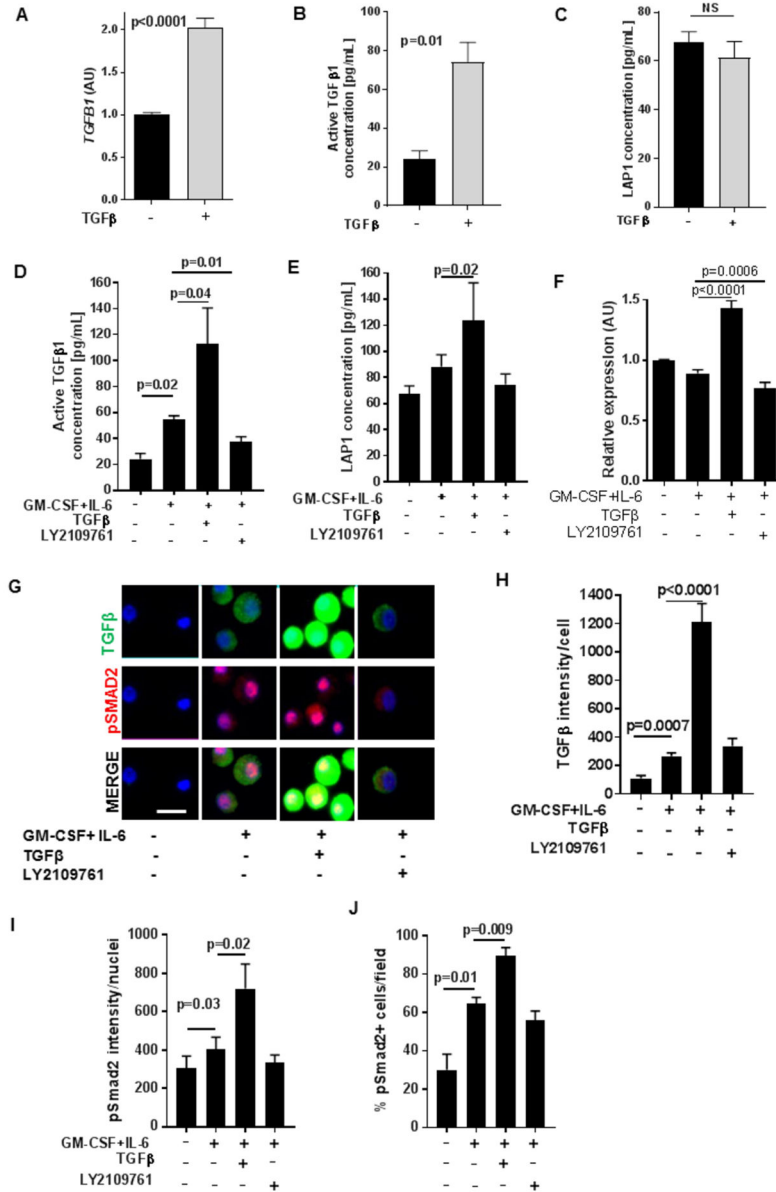 A
p<0.0001
TGFB1 (AU)
2.0
1.5
1.0
0.5
0.0
TGFβ - +
B
p=0.01
Active TGF β1
concentration [pg/mL]
80
60
40
20
0
TGFβ - +
C
NS
LAP1 concentration [pg/mL]
80
60
40
20
0
TGFβ - +
D
p=0.01
p=0.04
p=0.02
Active TGFβ1
concentration [pg/mL]
160
140
120
100
80
60
40
20
0
GM-CSF+IL-6 - + + +
TGFβ - - + -
LY2109761 - - - +
E
p=0.02
LAP1 concentration [pg/mL]
160
140
120
100
80
60
40
20
0
GM-CSF+IL-6 - + + +
TGFβ - - + -
LY2109761 - - - +
F
p=0.0006
p<0.0001
Relative expression (AU)
1.5
1.0
0.5
0.0
GM-CSF+IL-6 - + + +
TGFβ - - + -
LY2109761 - - - +
G
TGFβ
pSMAD2
MERGE
GM-CSF+ IL-6 - + + +
TGFβ - - + -
LY2109761 - - - +
H
p<0.0001
p=0.0007
TGFβ intensity/cell
1400
1200
1000
800
600
400
200
0
GM-CSF+IL-6 - + + +
TGFβ - - + -
LY2109761 - - - +
I
p=0.02
p=0.03
pSmad2 intensity/nuclei
1000
800
600
400
200
0
GM-CSF+IL-6 - + + +
TGFβ - - + -
LY2109761 - - - +
J
p=0.009
p=0.01
% pSmad2+ cells/field
100
80
60
40
20
0
- + + +
- - + -
- - - +